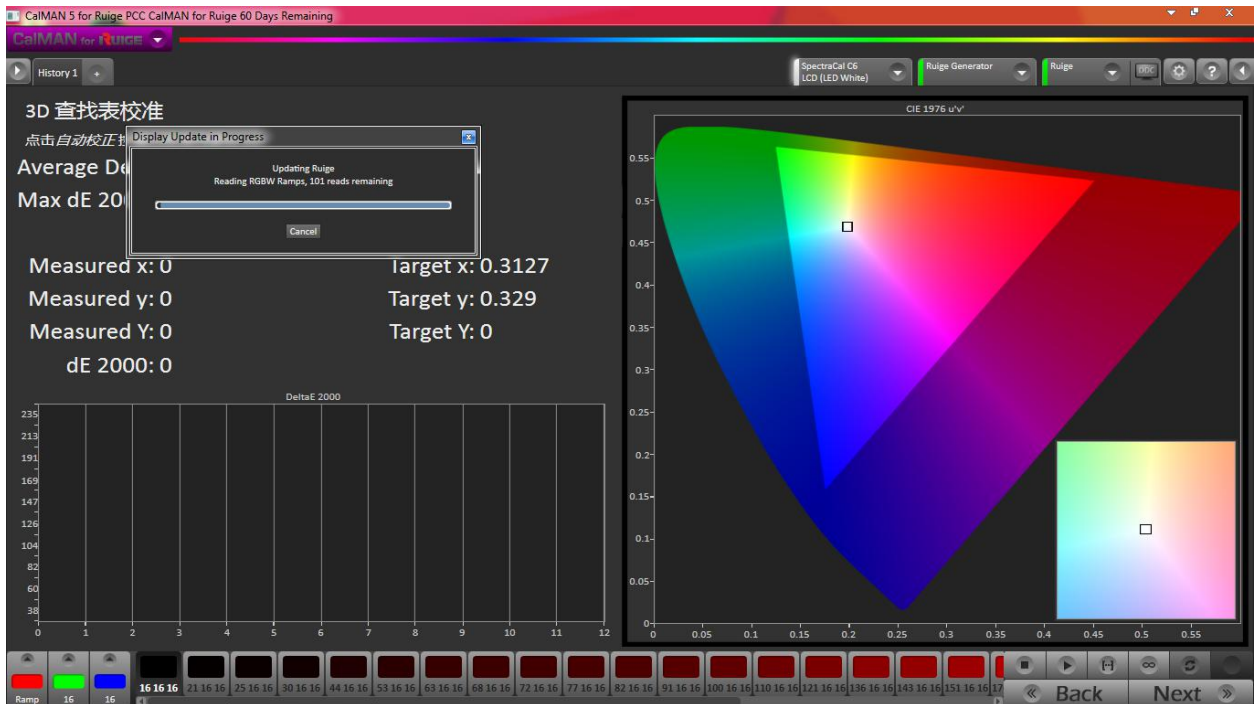 CalMAN 5 for Ruige PCC CalMAN for Ruige 60 Days Remaining
CalMAN for RUIGE
History 1 +
SpectraCal C6
LCD (LED White)
Ruige Generator
Ruige
DDC
?
3D 查找表校准
点击自动校正
Average De
Max dE 20
Display Update in Progress
Updating Ruige
Reading RGBW Ramps, 101 reads remaining
Cancel
Measured x: 0
Target x: 0.3127
Measured y: 0
Target y: 0.329
Measured Y: 0
Target Y: 0
dE 2000: 0
DeltaE 2000
235
213
191
169
147
126
104
82
60
38
0 1 2 3 4 5 6 7 8 9 10 11 12
CIE 1976 u'v'
0.55
0.5
0.45
0.4
0.35
0.3
0.25
0.2
0.15
0.1
0.05
0
0 0.05 0.1 0.15 0.2 0.25 0.3 0.35 0.4 0.45 0.5 0.55
Ramp 16 16
16 16 16 21 16 16 25 16 16 30 16 16 44 16 16 53 16 16 63 16 16 68 16 16 72 16 16 77 16 16 82 16 16 91 16 16 100 16 16 110 16 16 121 16 16 136 16 16 143 16 16 151 16 16 17
Back Next